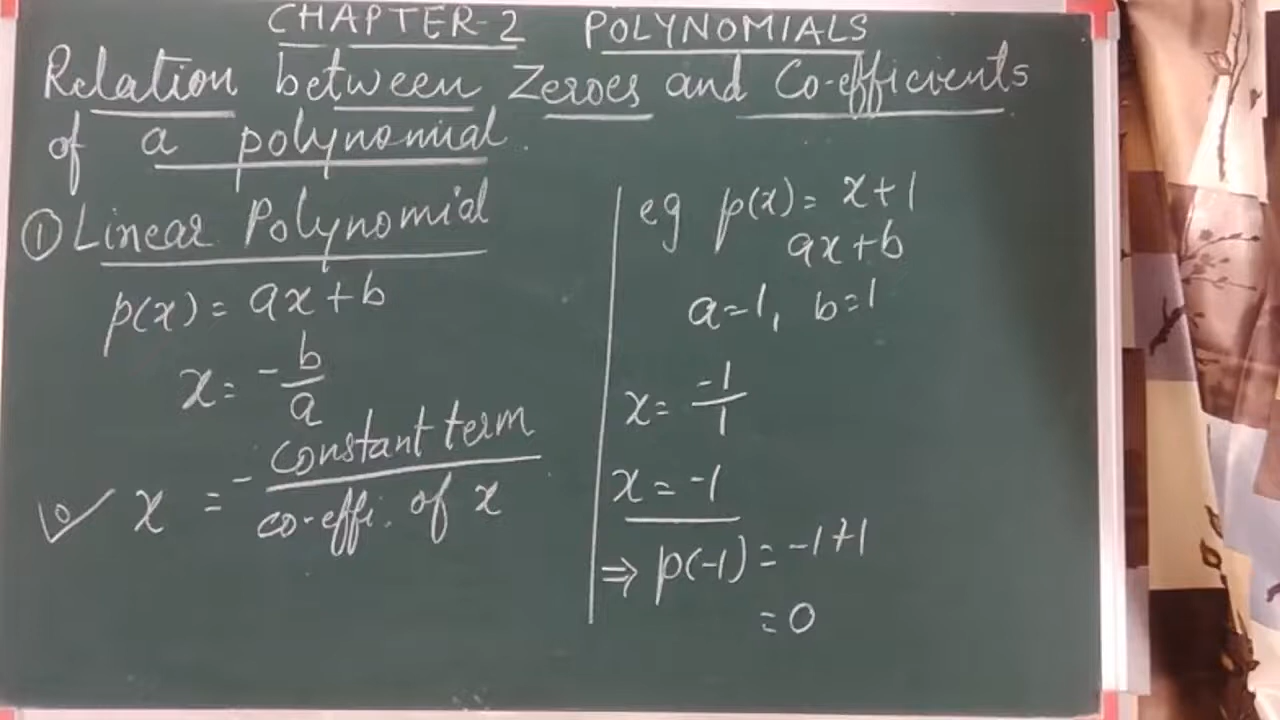 CHAPTER-2 POLYNOMIALS
Relation between Zeroes and Co-efficients
of a polynomial.
① Linear Polynomial
p(x) = ax+b
x = -b/a
x = - constant term / co-effi. of x
eg p(x) = x+1
ax+b
a=1, b=1
x = -1/1
x = -1
⇒ p(-1) = -1+1
= 0